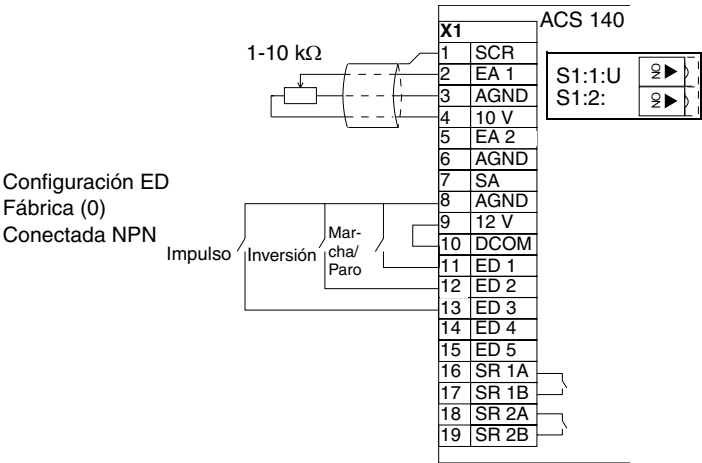 ACS 140
X1
1-10 kΩ
1 SCR
2 EA 1
3 AGND
4 10 V
5 EA 2
6 AGND
7 SA
8 AGND
9 12 V
10 DCOM
11 ED 1
12 ED 2
13 ED 3
14 ED 4
15 ED 5
16 SR 1A
17 SR 1B
18 SR 2A
19 SR 2B
S1:1:U
S1:2:
ON
ON
Configuración ED
Fábrica (0)
Conectada NPN
Impulso
Inversión
Mar-
cha/
Paro